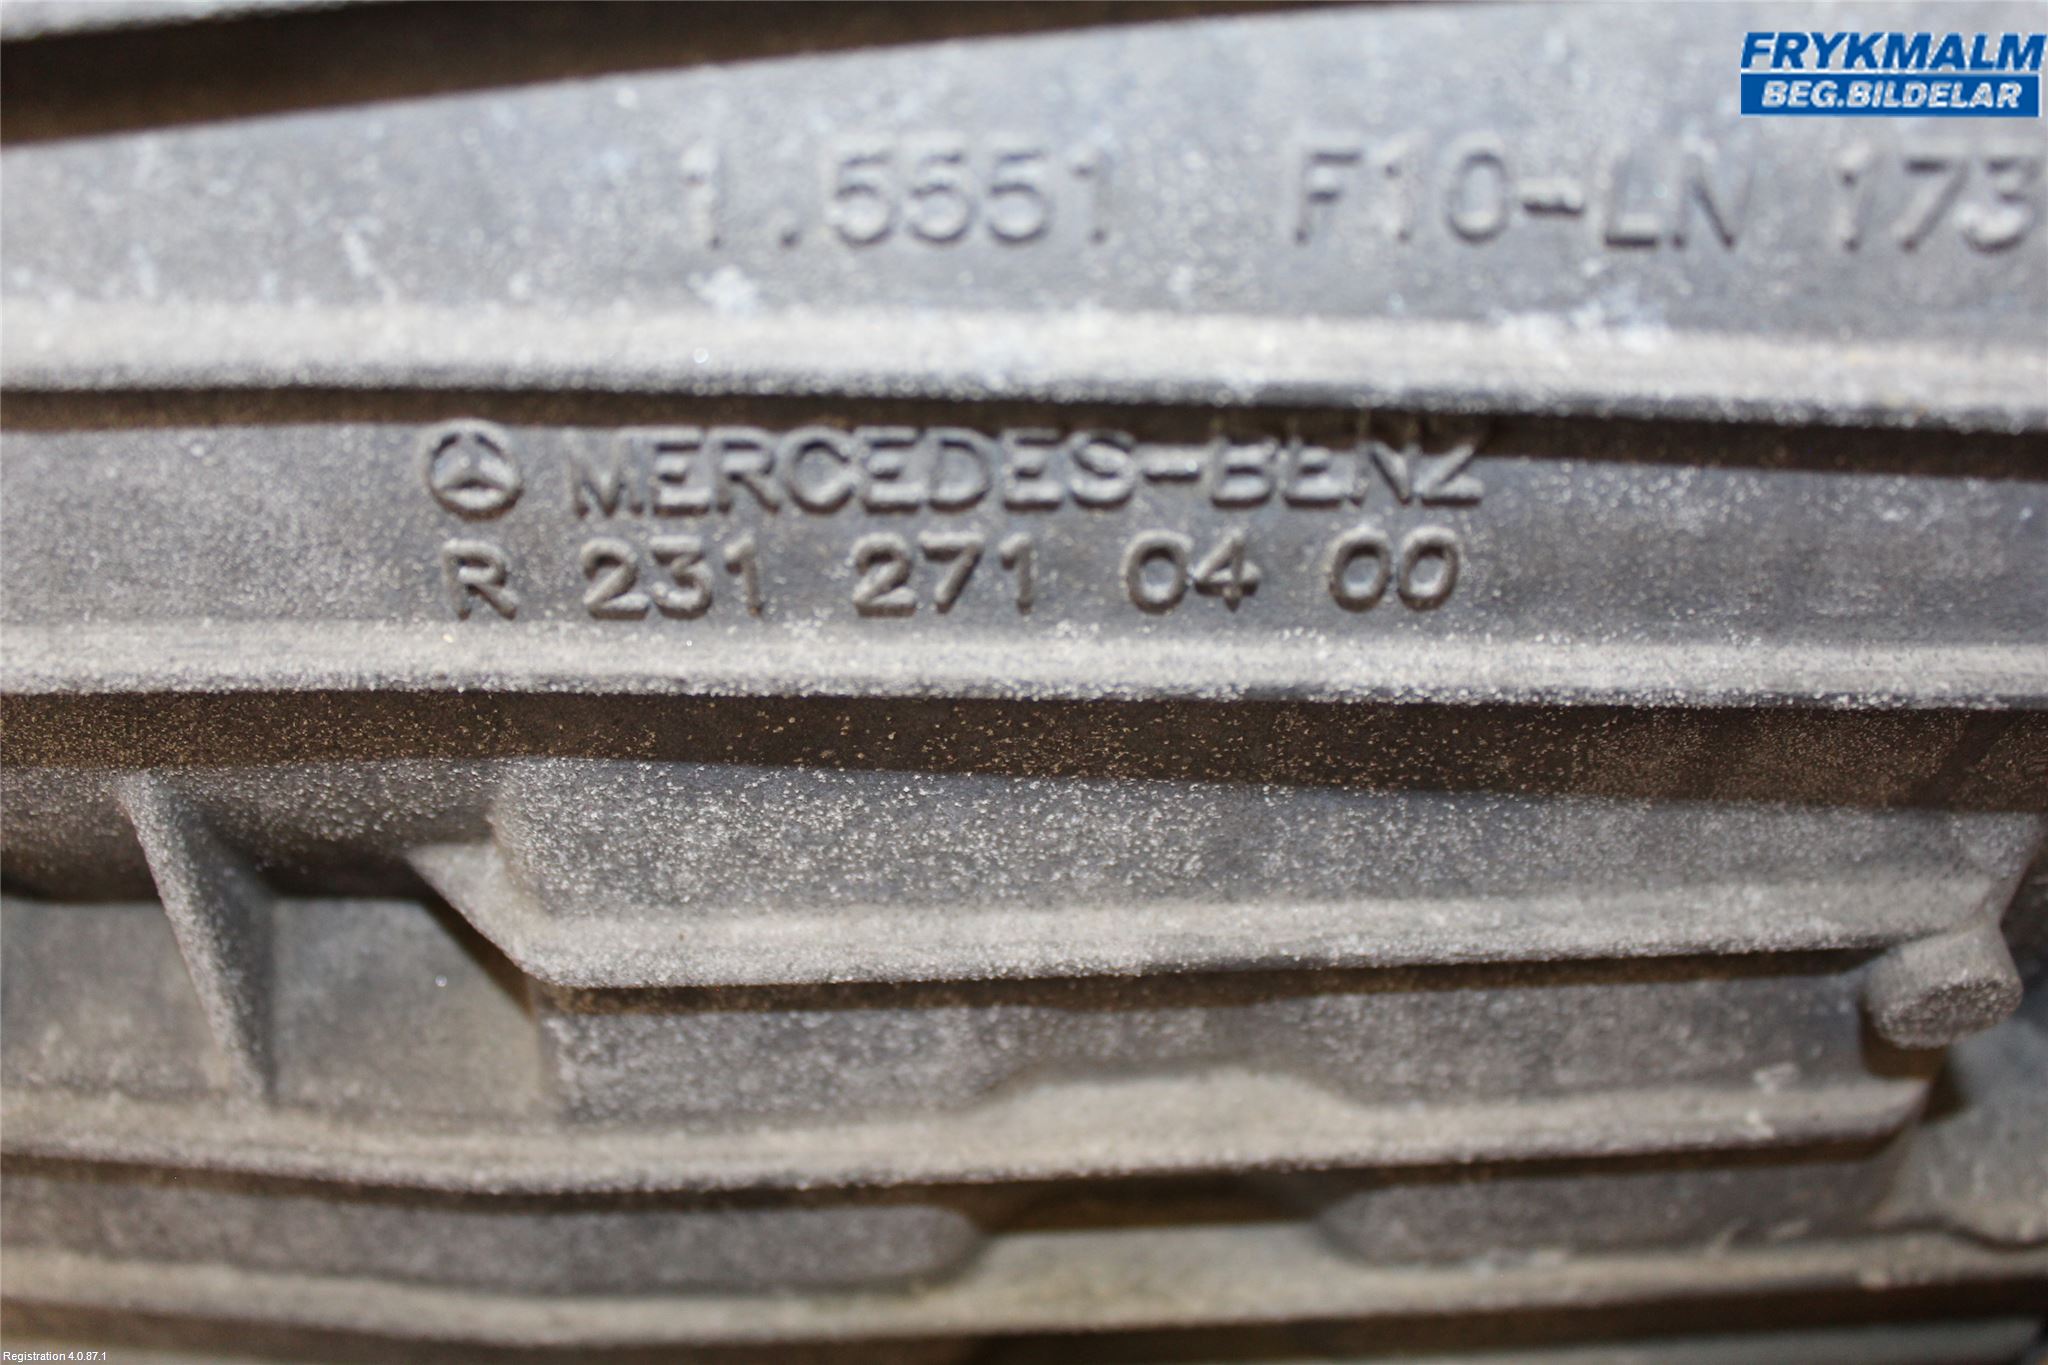 FRYKMALM
BEG.BILDELAR
1.5551 F10-LN 173
MERCEDES-BENZ
R 231 271 04 00
Registration 4.0.87.1